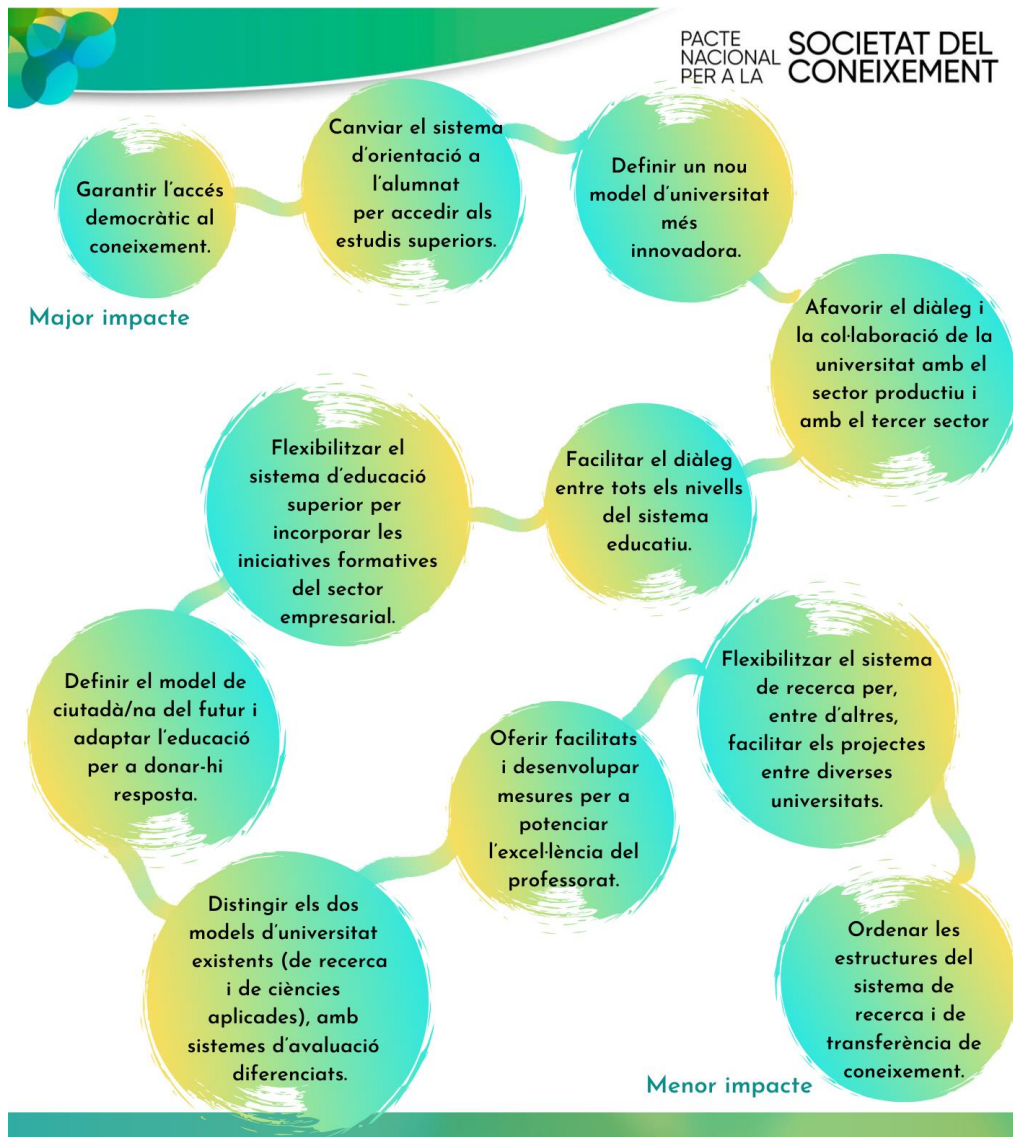 PACTE
NACIONAL
PER A LA
SOCIETAT DEL
CONEIXEMENT
Garantir l'accés
democràtic al
coneixement.
Canviar el sistema
d'orientació a
l'alumnat
per accedir als
estudis superiors.
Definir un nou
model d'universitat
més
innovadora.
Major impacte
Afavorir el diàleg i
la col·laboració de la
universitat amb el
sector productiu i
amb el tercer sector
Facilitar el diàleg
entre tots els nivells
del sistema
educatiu.
Flexibilitzar el
sistema d'educació
superior per
incorporar les
iniciatives formatives
del sector
empresarial.
Definir el model de
ciutadà/na del futur i
adaptar l'educació
per a donar-hi
resposta.
Distingir els dos
models d'universitat
existents (de recerca
i de ciències
aplicades), amb
sistemes d'avaluació
diferenciats.
Oferir facilitats
i desenvolupar
mesures per a
potenciar
l'excel·lència del
professorat.
Flexibilitzar el sistema
de recerca per,
entre d'altres,
facilitar els projectes
entre diverses
universitats.
Ordenar les
estructures del
sistema de
recerca i de
transferència de
coneixement.
Menor impacte